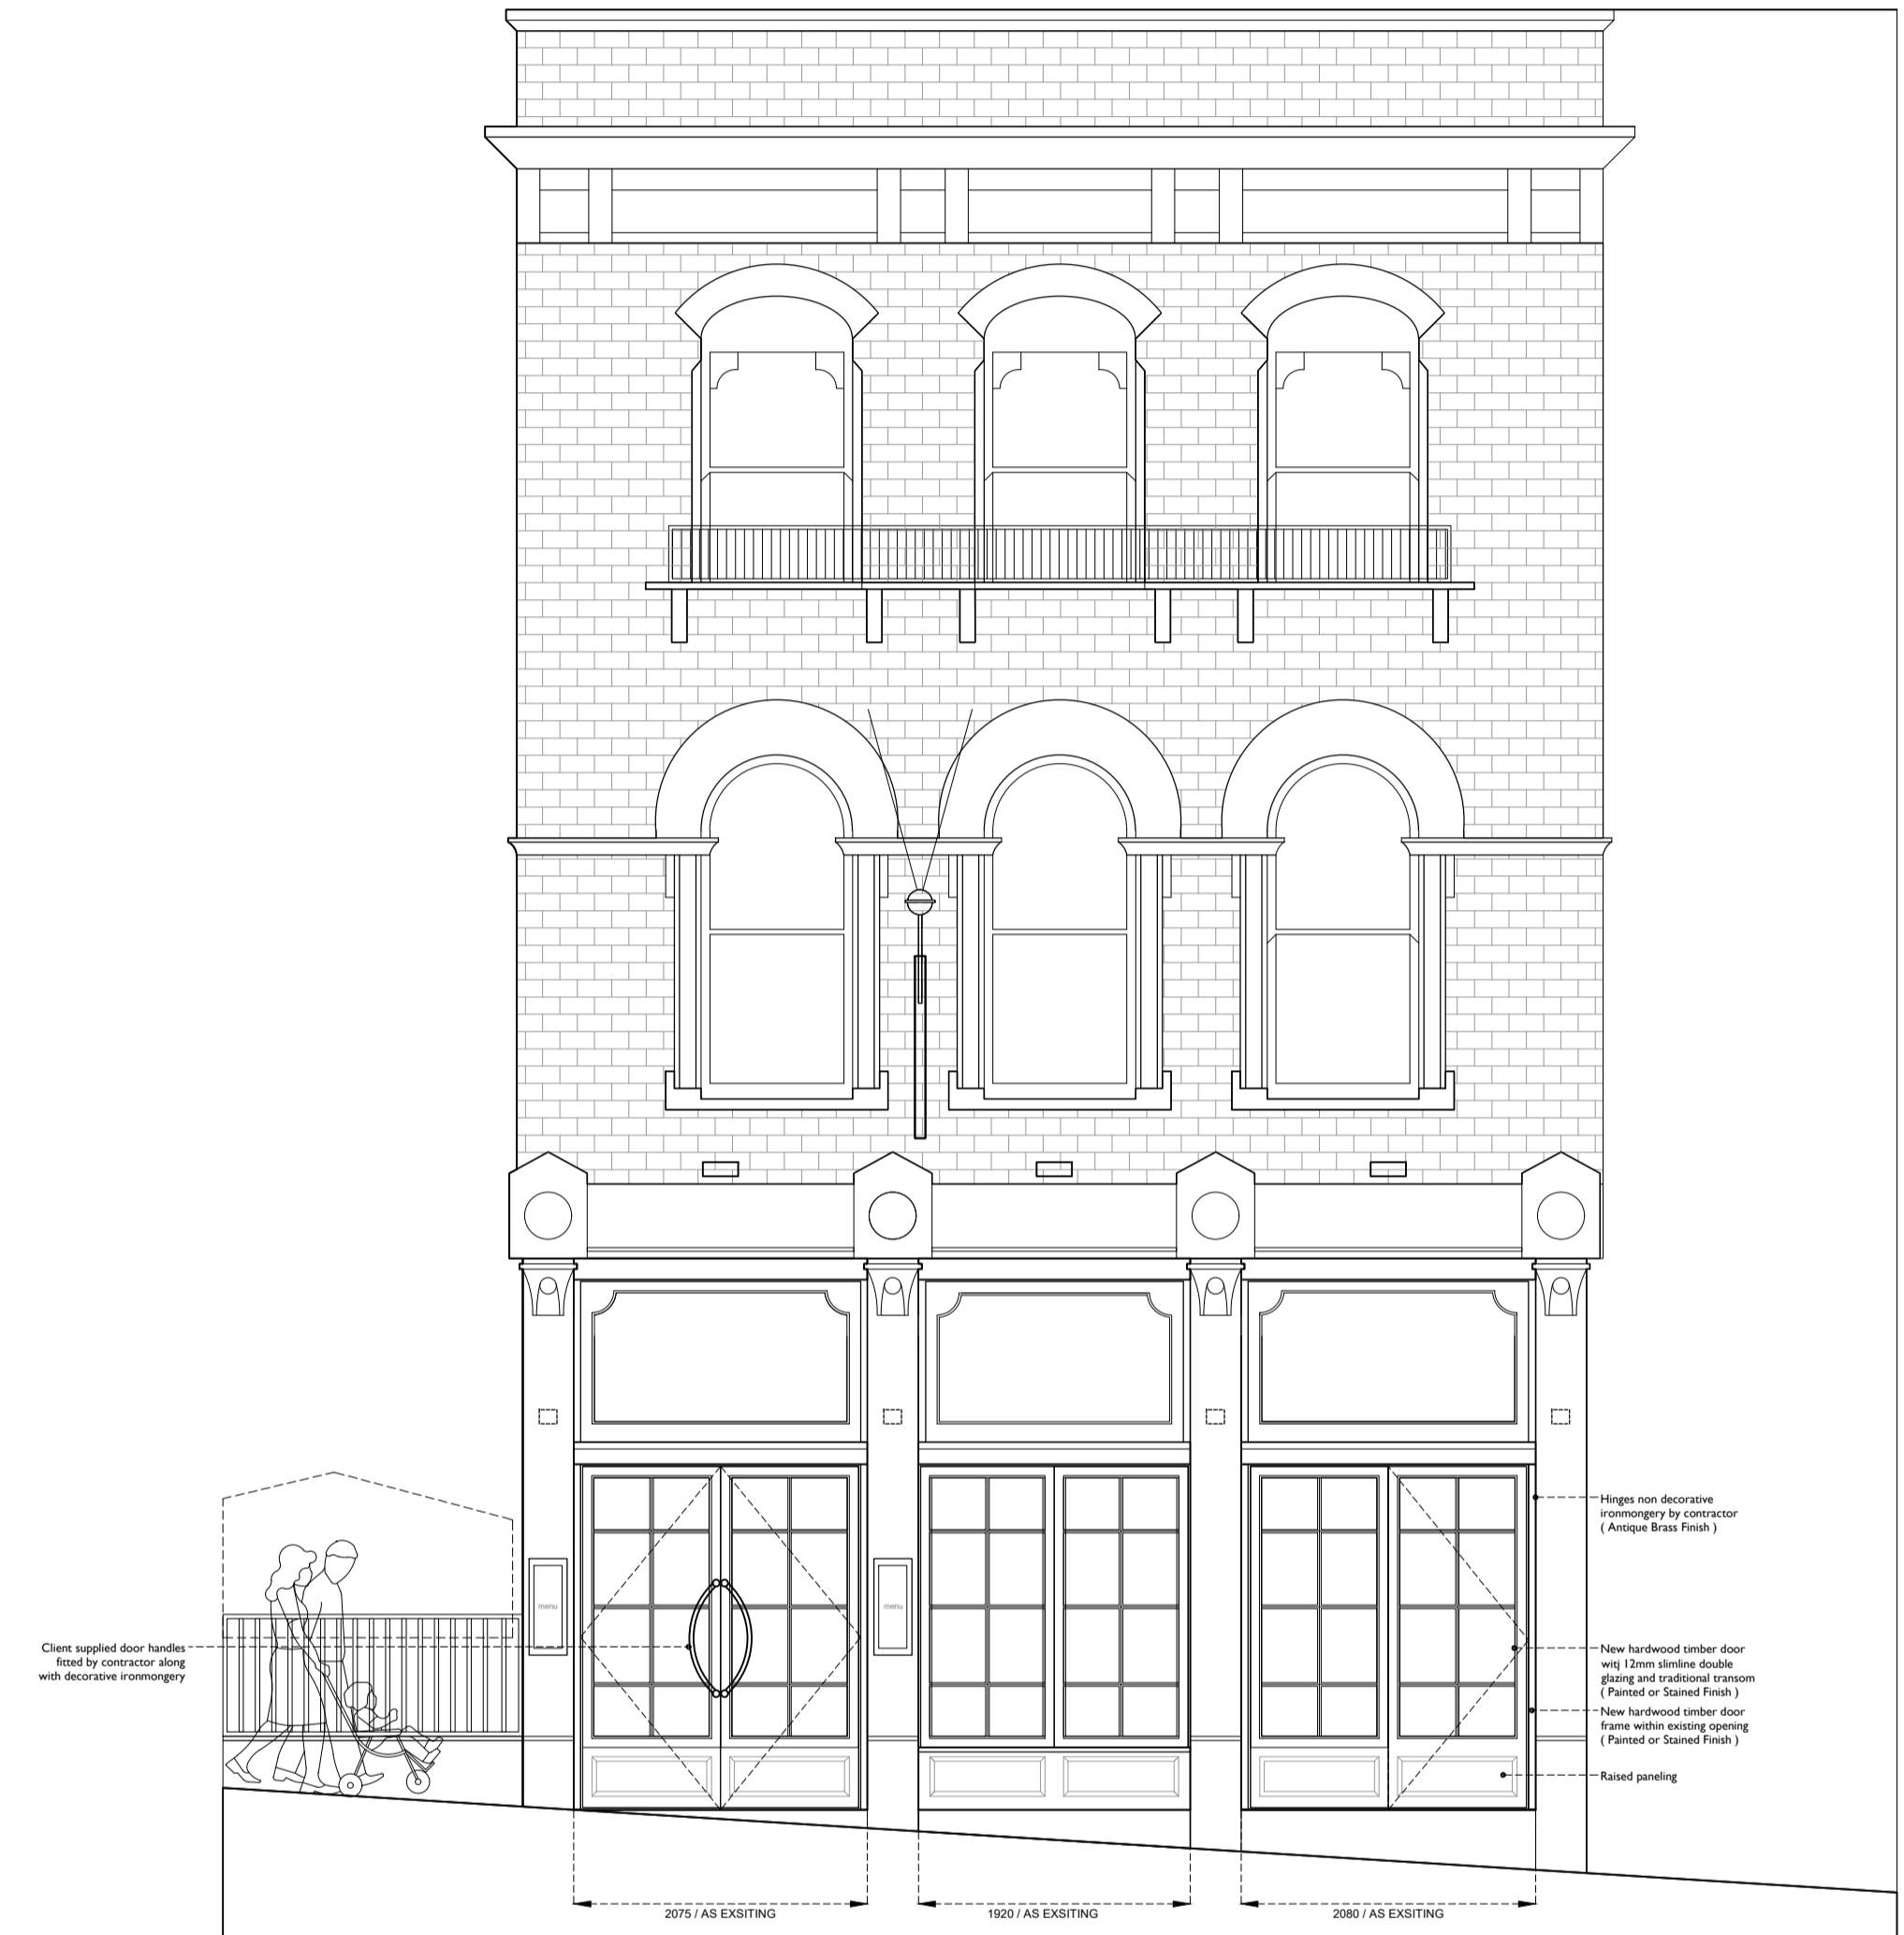 Hinges non decorative
ironmongery by contractor
( Antique Brass Finish )
menu
menu
Client supplied door handles
fitted by contractor along
with decorative ironmongery
New hardwood timber door
witj 12mm slimline double
glazing and traditional transom
( Painted or Stained Finish )
New hardwood timber door
frame within existing opening
( Painted or Stained Finish )
Raised paneling
2075 / AS EXSITING
1920 / AS EXSITING
2080 / AS EXSITING